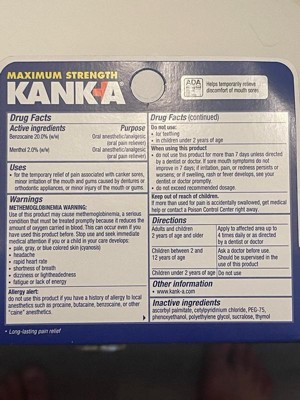 MAXIMUM STRENGTH
KANK-A
ADA
Accepted
Helps temporarily relieve
discomfort of mouth sores
Drug Facts
Active ingredients Purpose
Benzocaine 20.0% (w/w) Oral anesthetic/analgesic
(oral pain reliever)
Menthol 2.0% (w/w) Oral anesthetic/analgesic
(oral pain reliever)
Uses
• for the temporary relief of pain associated with canker sores,
minor irritation of the mouth and gums caused by dentures or
orthodontic appliances, or minor injury of the mouth or gums.
Warnings
METHEMOGLOBINEMIA WARNING:
Use of this product may cause methemoglobinemia, a serious
condition that must be treated promptly because it reduces the
amount of oxygen carried in blood. This can occur even if you
have used this product before. Stop use and seek immediate
medical attention if you or a child in your care develops:
• pale, gray, or blue colored skin (cyanosis)
• headache
• rapid heart rate
• shortness of breath
• dizziness or lightheadedness
• fatigue or lack of energy
Allergy alert:
do not use this product if you have a history of allergy to local
anesthetics such as procaine, butacaine, benzocaine, or other
"caine" anesthetics.
Drug Facts (continued)
Do not use:
• for teething
• in children under 2 years of age
When using this product
• do not use this product for more than 7 days unless directed
by a dentist or doctor. If sore mouth symptoms do not
improve in 7 days; if irritation, pain, or redness persists or
worsens; or if swelling, rash or fever develops, see your
dentist or doctor promptly.
• do not exceed recommended dosage.
Keep out of reach of children.
If more than used for pain is accidentally swallowed, get medical
help or contact a Poison Control Center right away.
Directions
Adults and children
2 years of age and older
Apply to affected area up to
4 times daily or as directed
by a dentist or doctor
Children between 2 and
12 years of age
Ask a doctor before use.
Should be supervised in the
use of this product
Children under 2 years of age Do not use
Other information
• www.kank-a.com
Inactive ingredients
ascorbyl palmitate, cetylpyridinium chloride, PEG-75,
phenoxyethanol, polyethylene glycol, sucralose, thymol
• Long-lasting pain relief